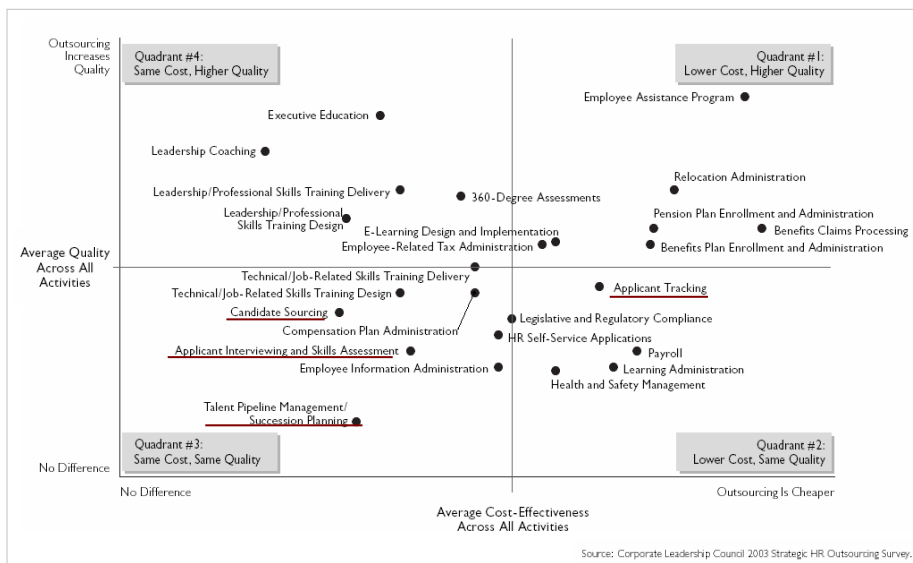 Outsourcing
Increases
Quality
Quadrant #4:
Same Cost, Higher Quality
Quadrant #1:
Lower Cost, Higher Quality
Employee Assistance Program
Executive Education
Leadership Coaching
Relocation Administration
Leadership/Professional Skills Training Delivery
360-Degree Assessments
Leadership/Professional
Skills Training Design
Pension Plan Enrollment and Administration
E-Learning Design and Implementation
Benefits Claims Processing
Employee-Related Tax Administration
Benefits Plan Enrollment and Administration
Average Quality
Across All
Activities
Technical/Job-Related Skills Training Delivery
Technical/Job-Related Skills Training Design
Applicant Tracking
Candidate Sourcing
Legislative and Regulatory Compliance
Compensation Plan Administration
HR Self-Service Applications
Applicant Interviewing and Skills Assessment
Payroll
Employee Information Administration
Learning Administration
Health and Safety Management
Talent Pipeline Management/
Succession Planning
Quadrant #3:
Same Cost, Same Quality
Quadrant #2:
Lower Cost, Same Quality
No Difference
No Difference
Outsourcing Is Cheaper
Average Cost-Effectiveness
Across All Activities
Source: Corporate Leadership Council 2003 Strategic HR Outsourcing Survey.